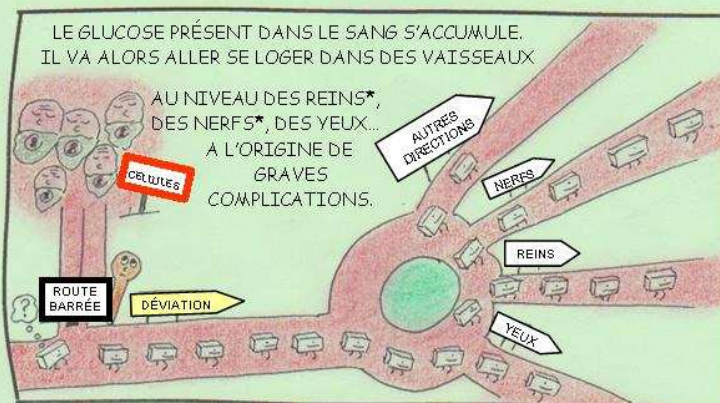 LE GLUCOSE PRÉSENT DANS LE SANG S'ACCUMULE.
IL VA ALORS ALLER SE LOGER DANS DES VAISSEAUX
AU NIVEAU DES REINS*,
DES NERFS*, DES YEUX...
A L'ORIGINE DE
GRAVES
COMPLICATIONS.
CELLULES
AUTRES
DIRECTIONS
NERFS
REINS
ROUTE
BARRÉE
DÉVIATION
YEUX
?